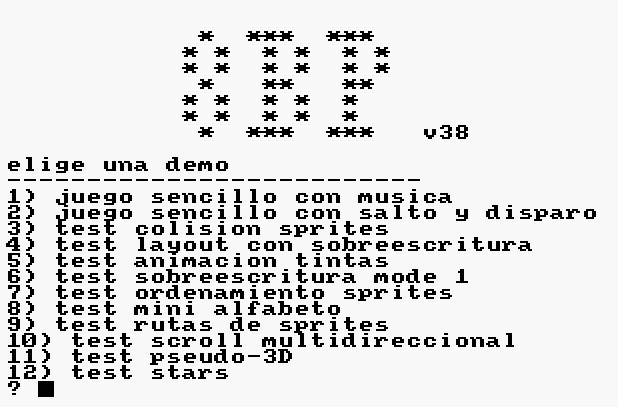 8BP
v38
elige una demo
---------------------------
1) juego sencillo con musica
2) juego sencillo con salto y disparo
3) test colision sprites
4) test layout con sobreescritura
5) test animacion tintas
6) test sobreescritura mode 1
7) test ordenamiento sprites
8) test mini alfabeto
9) test rutas de sprites
10) test scroll multidireccional
11) test pseudo-3D
12) test stars
?